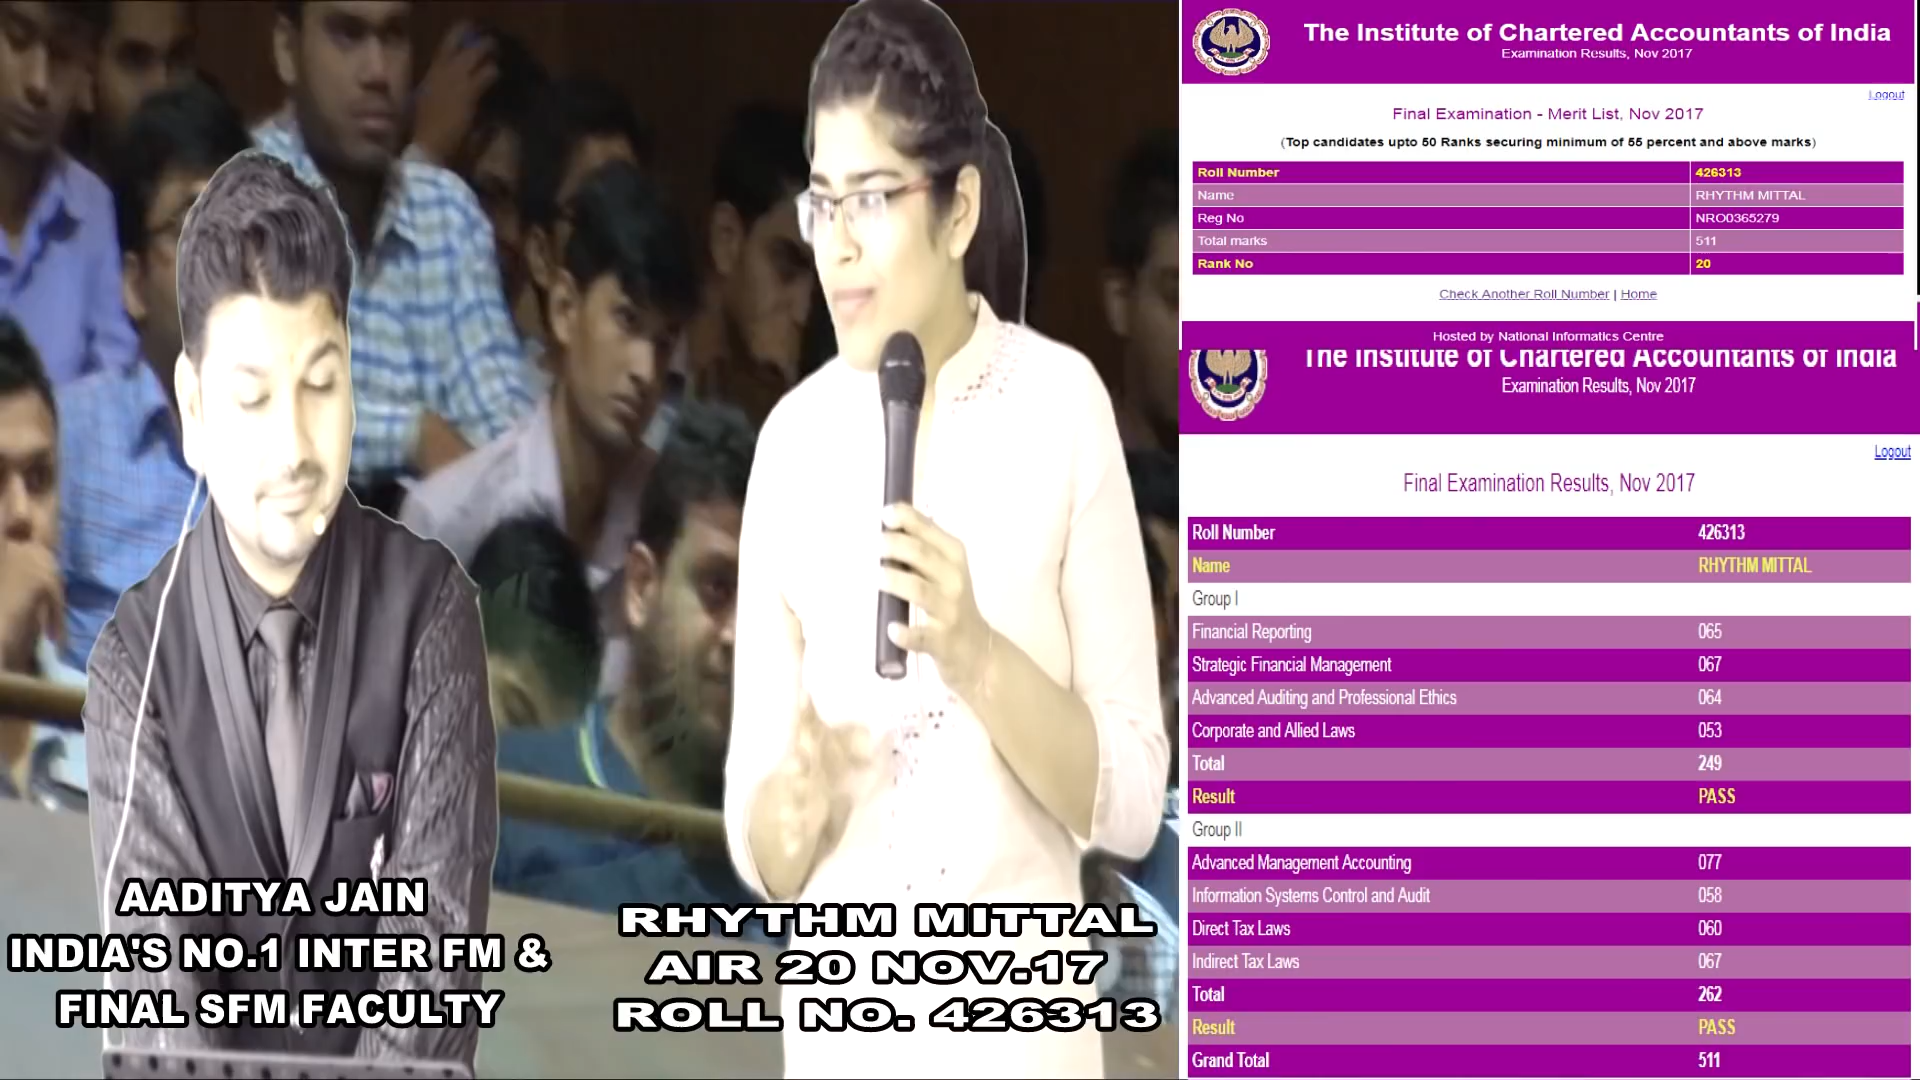 AADITYA JAIN
INDIA'S NO.1 INTER FM &
FINAL SFM FACULTY
RHYTHM MITTAL
AIR 20 NOV.17
ROLL NO. 426313
The Institute of Chartered Accountants of India
Examination Results, Nov 2017
Logout
Final Examination - Merit List, Nov 2017
(Top candidates upto 50 Ranks securing minimum of 55 percent and above marks)
Roll Number 426313
Name RHYTHM MITTAL
Reg No NRO0365279
Total marks 511
Rank No 20
Check Another Roll Number | Home
Hosted by National Informatics Centre
The Institute of Chartered Accountants of India
Examination Results, Nov 2017
Logout
Final Examination Results, Nov 2017
Roll Number 426313
Name RHYTHM MITTAL
Group I
Financial Reporting 065
Strategic Financial Management 067
Advanced Auditing and Professional Ethics 064
Corporate and Allied Laws 053
Total 249
Result PASS
Group II
Advanced Management Accounting 077
Information Systems Control and Audit 058
Direct Tax Laws 060
Indirect Tax Laws 067
Total 262
Result PASS
Grand Total 511